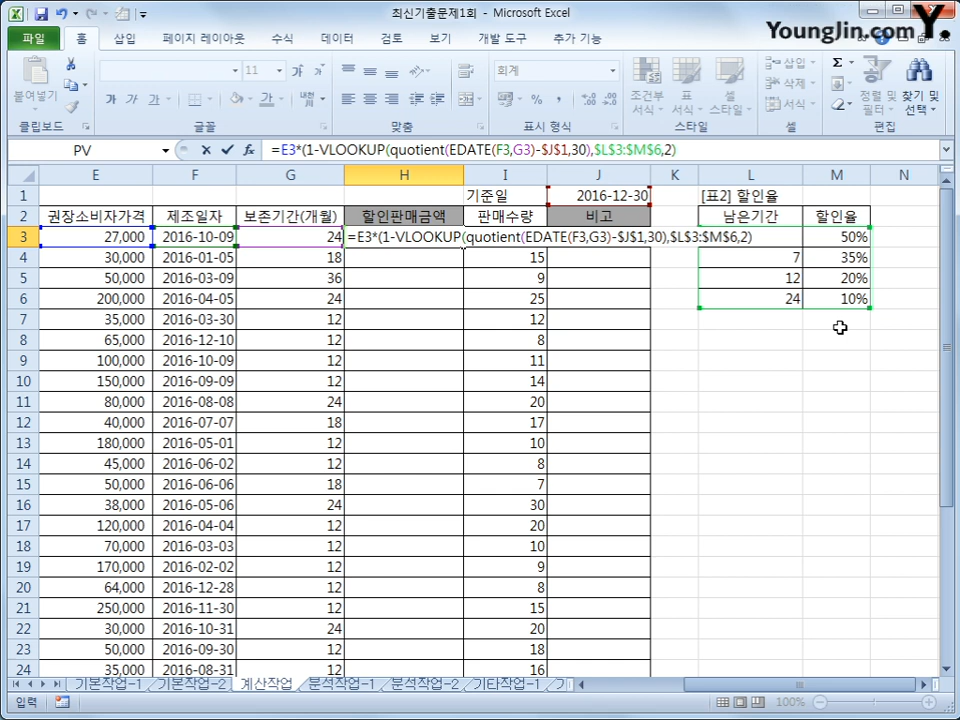 최신기출문제1회 - Microsoft Excel
Younglin.com Y.
파일 홈 삽입 페이지 레이아웃 수식 데이터 검토 보기 개발 도구 추가 기능
붙여넣기 11 가 가 가 회계 % , 조건부 서식 표 서식 셀 스타일 삽입 삭제 서식 Σ 정렬 및 필터 찾기 및 선택
클립보드 글꼴 맞춤 표시 형식 스타일 셀 편집
PV =E3*(1-VLOOKUP(quotient(EDATE(F3,G3)-$J$1,30),$L$3:$M$6,2)
E F G H I J K L M N
1 기준일 2016-12-30 [표2] 할인율
2 권장소비자가격 제조일자 보존기간(개월) 할인판매금액 판매수량 비고 남은기간 할인율
3 27,000 2016-10-09 24 =E3*(1-VLOOKUP(quotient(EDATE(F3,G3)-$J$1,30),$L$3:$M$6,2) 50%
4 30,000 2016-01-05 18 15 7 35%
5 50,000 2016-03-09 36 9 12 20%
6 200,000 2016-04-05 24 25 24 10%
7 35,000 2016-03-30 12 12
8 65,000 2016-12-10 12 8
9 100,000 2016-10-09 12 11
10 150,000 2016-09-09 12 14
11 80,000 2016-08-08 24 20
12 40,000 2016-07-07 18 17
13 180,000 2016-05-01 12 10
14 45,000 2016-06-02 12 8
15 50,000 2016-06-06 18 7
16 38,000 2016-05-06 24 30
17 120,000 2016-04-04 12 20
18 70,000 2016-03-03 12 10
19 170,000 2016-02-02 12 9
20 64,000 2016-12-28 12 8
21 250,000 2016-11-30 12 15
22 30,000 2016-10-31 24 20
23 50,000 2016-09-30 12 18
24 35,000 2016-08-31 12 16
기본작업-1 기본작업-2 계산작업 분석작업-1 분석작업-2 기타작업-1
입력 100%